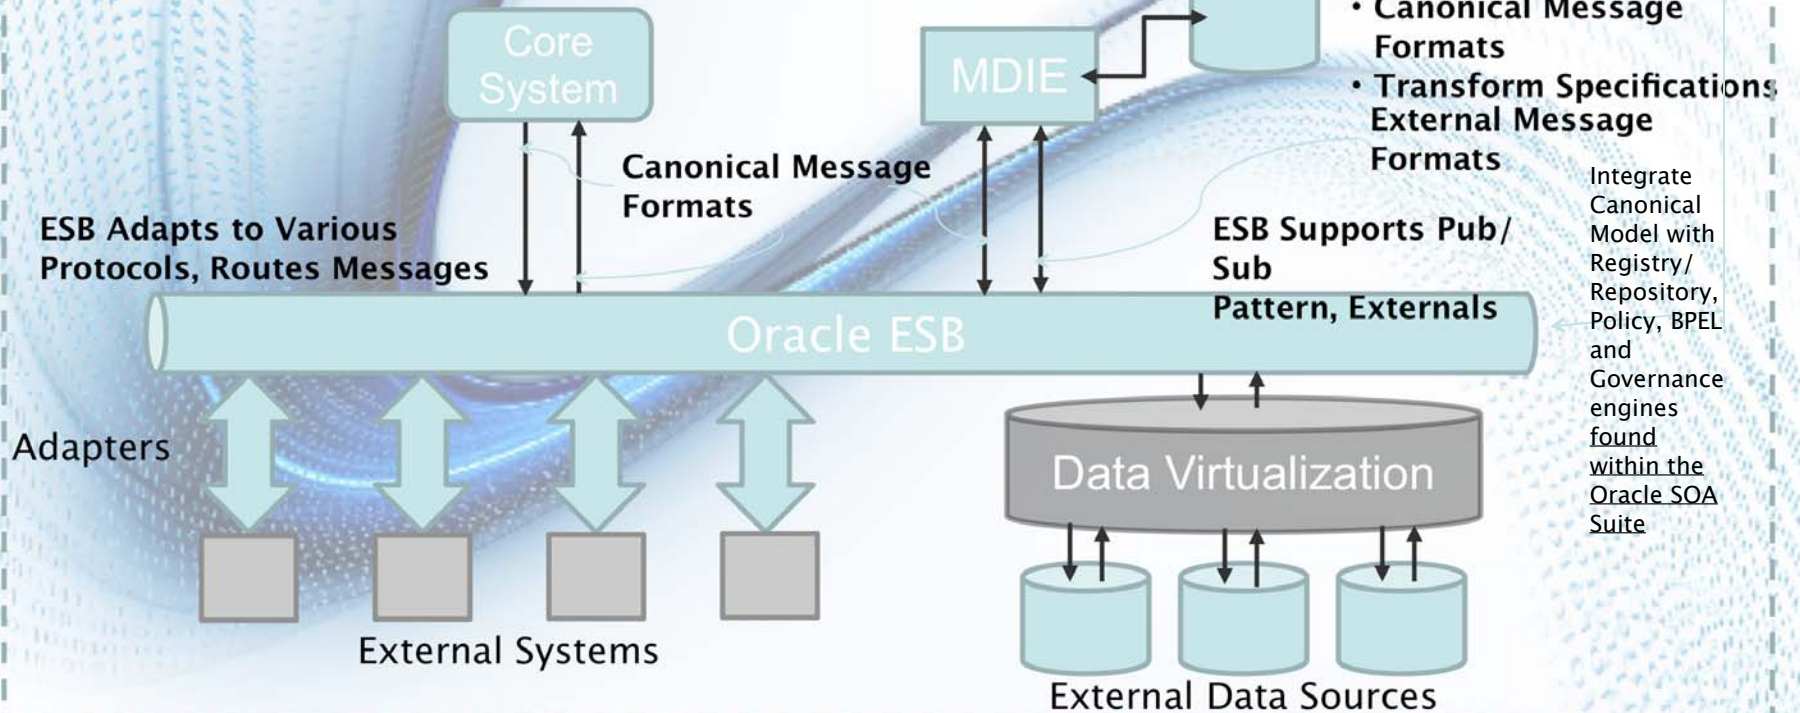 Core
System
MDIE
• Canonical Message
Formats
• Transform Specifications
External Message
Formats
Canonical Message
Formats
ESB Adapts to Various
Protocols, Routes Messages
ESB Supports Pub/
Sub
Pattern, Externals
Oracle ESB
Integrate
Canonical
Model with
Registry/
Repository,
Policy, BPEL
and
Governance
engines
found
within the
Oracle SOA
Suite
Adapters
Data Virtualization
External Systems
External Data Sources